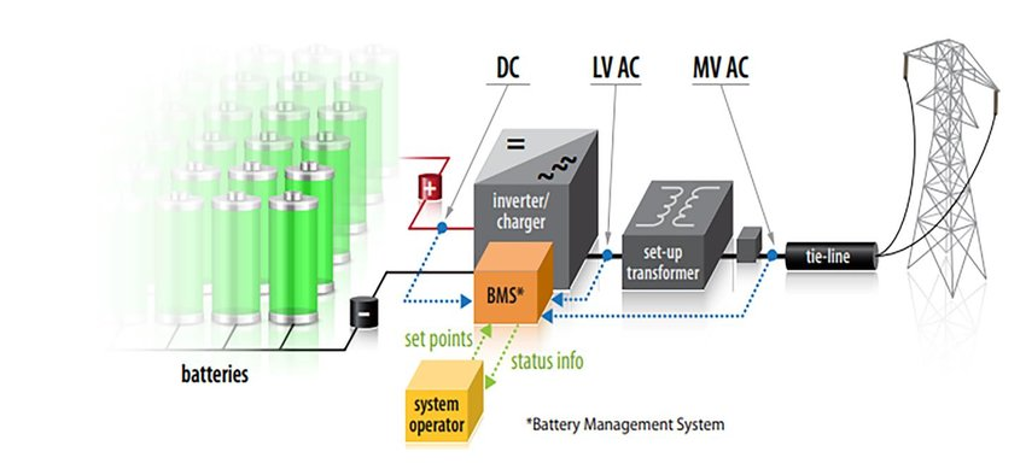 DC
LV AC
MV AC
+
inverter/
charger
set-up
transformer
tie-line
BMS*
-
set points
status info
batteries
system
operator
*Battery Management System